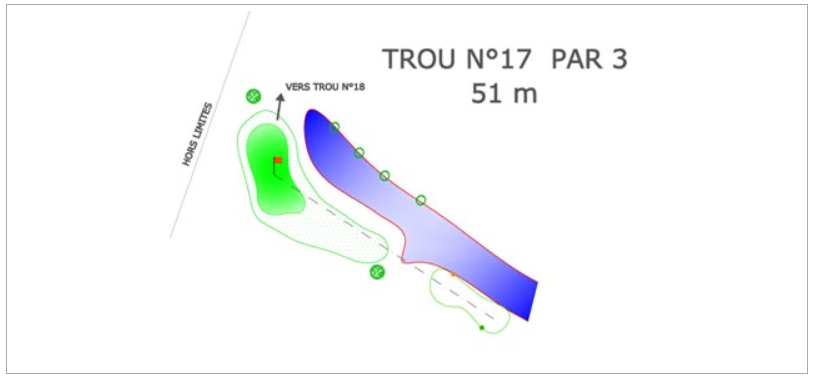 TROU N°17 PAR 3
51 m
VERS TROU N°18
HORS LIMITES